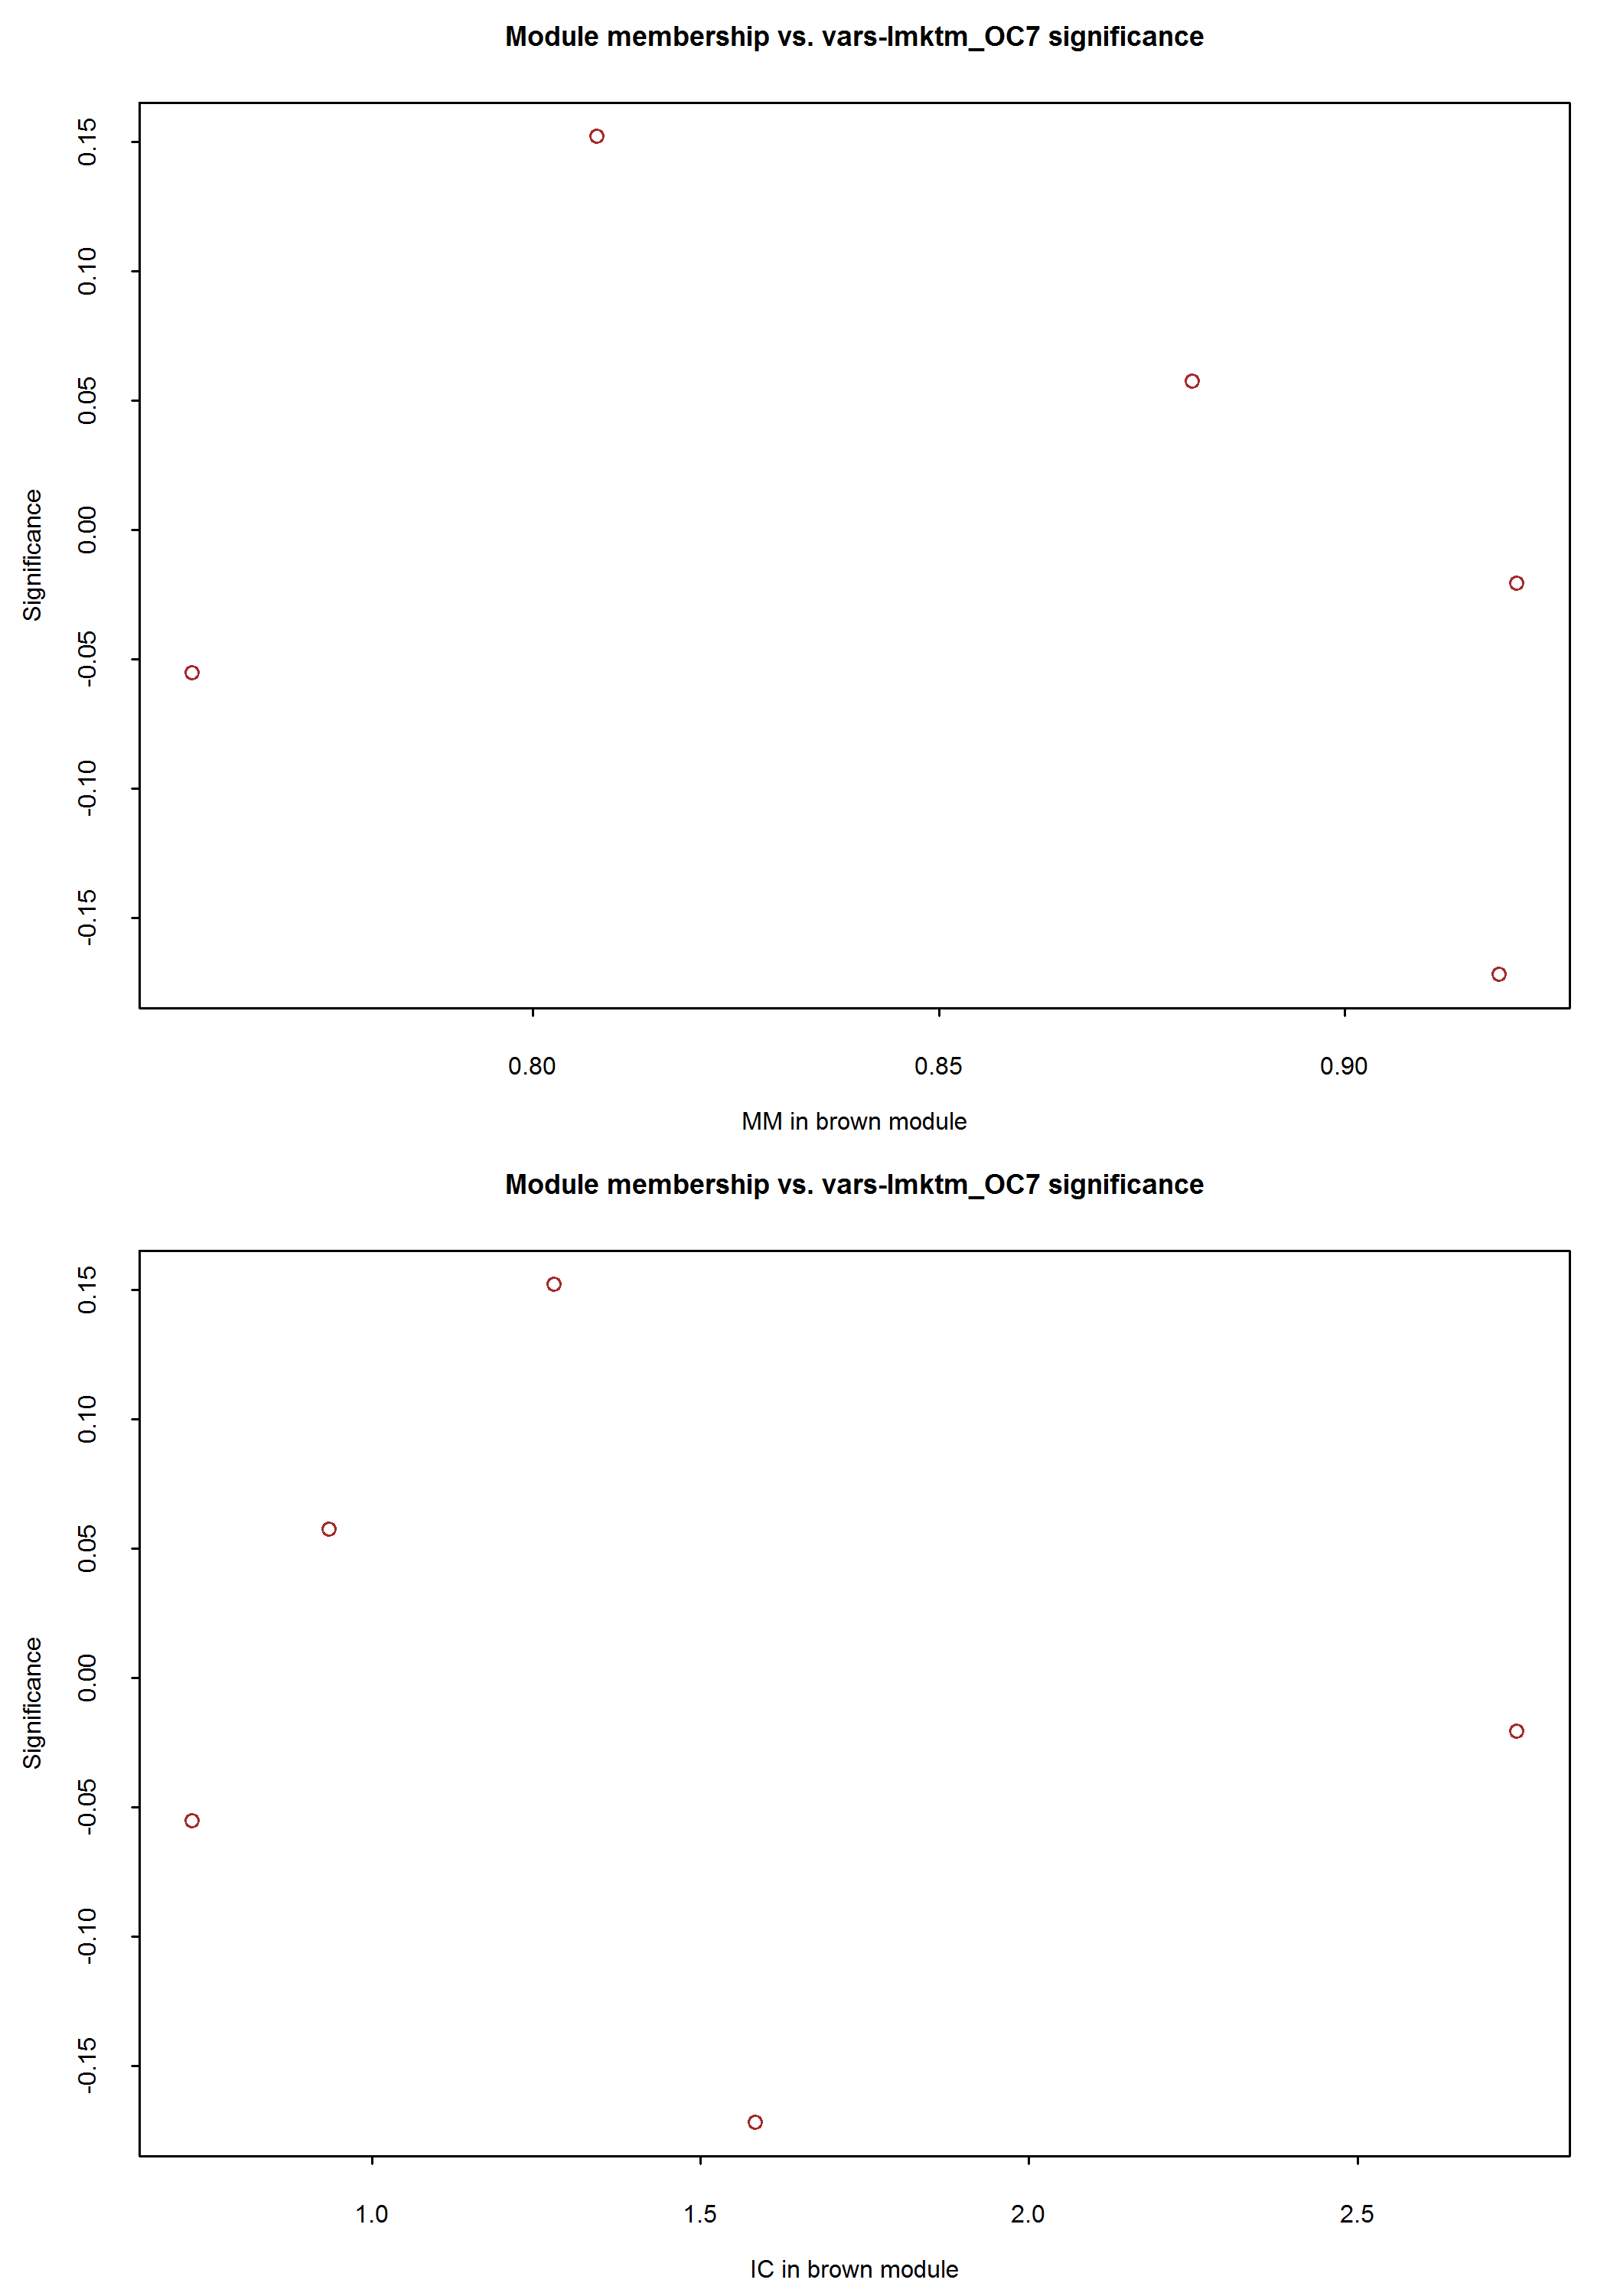 Module membership vs. vars-lmktm_OC7 significance
0.15
0.10
0.05
0.00
-0.05
-0.10
-0.15
Significance
0.80 0.85 0.90
MM in brown module
Module membership vs. vars-lmktm_OC7 significance
0.15
0.10
0.05
0.00
-0.05
-0.10
-0.15
Significance
1.0 1.5 2.0 2.5
IC in brown module